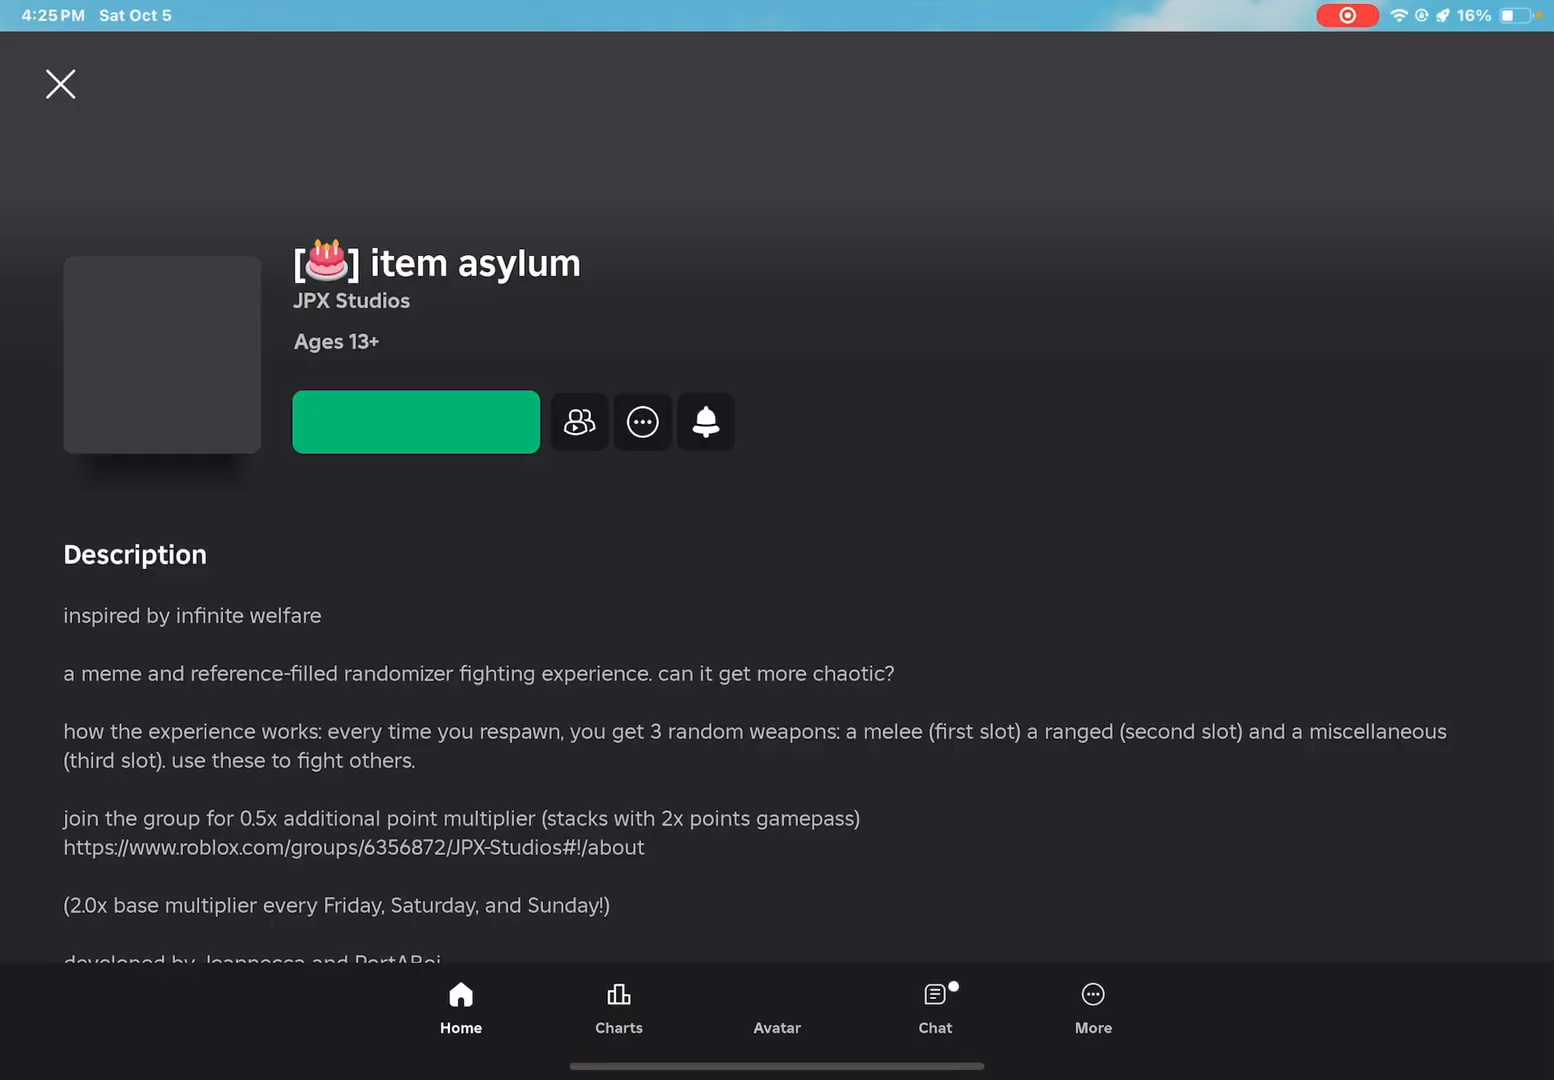 4:25 PM Sat Oct 5
16%
[🎂] item asylum
JPX Studios
Ages 13+
Description
inspired by infinite welfare
a meme and reference-filled randomizer fighting experience. can it get more chaotic?
how the experience works: every time you respawn, you get 3 random weapons: a melee (first slot) a ranged (second slot) and a miscellaneous
(third slot). use these to fight others.
join the group for 0.5x additional point multiplier (stacks with 2x points gamepass)
https://www.roblox.com/groups/6356872/JPX-Studios#!/about
(2.0x base multiplier every Friday, Saturday, and Sunday!)
developed by
and
Home
Charts
Avatar
Chat
More